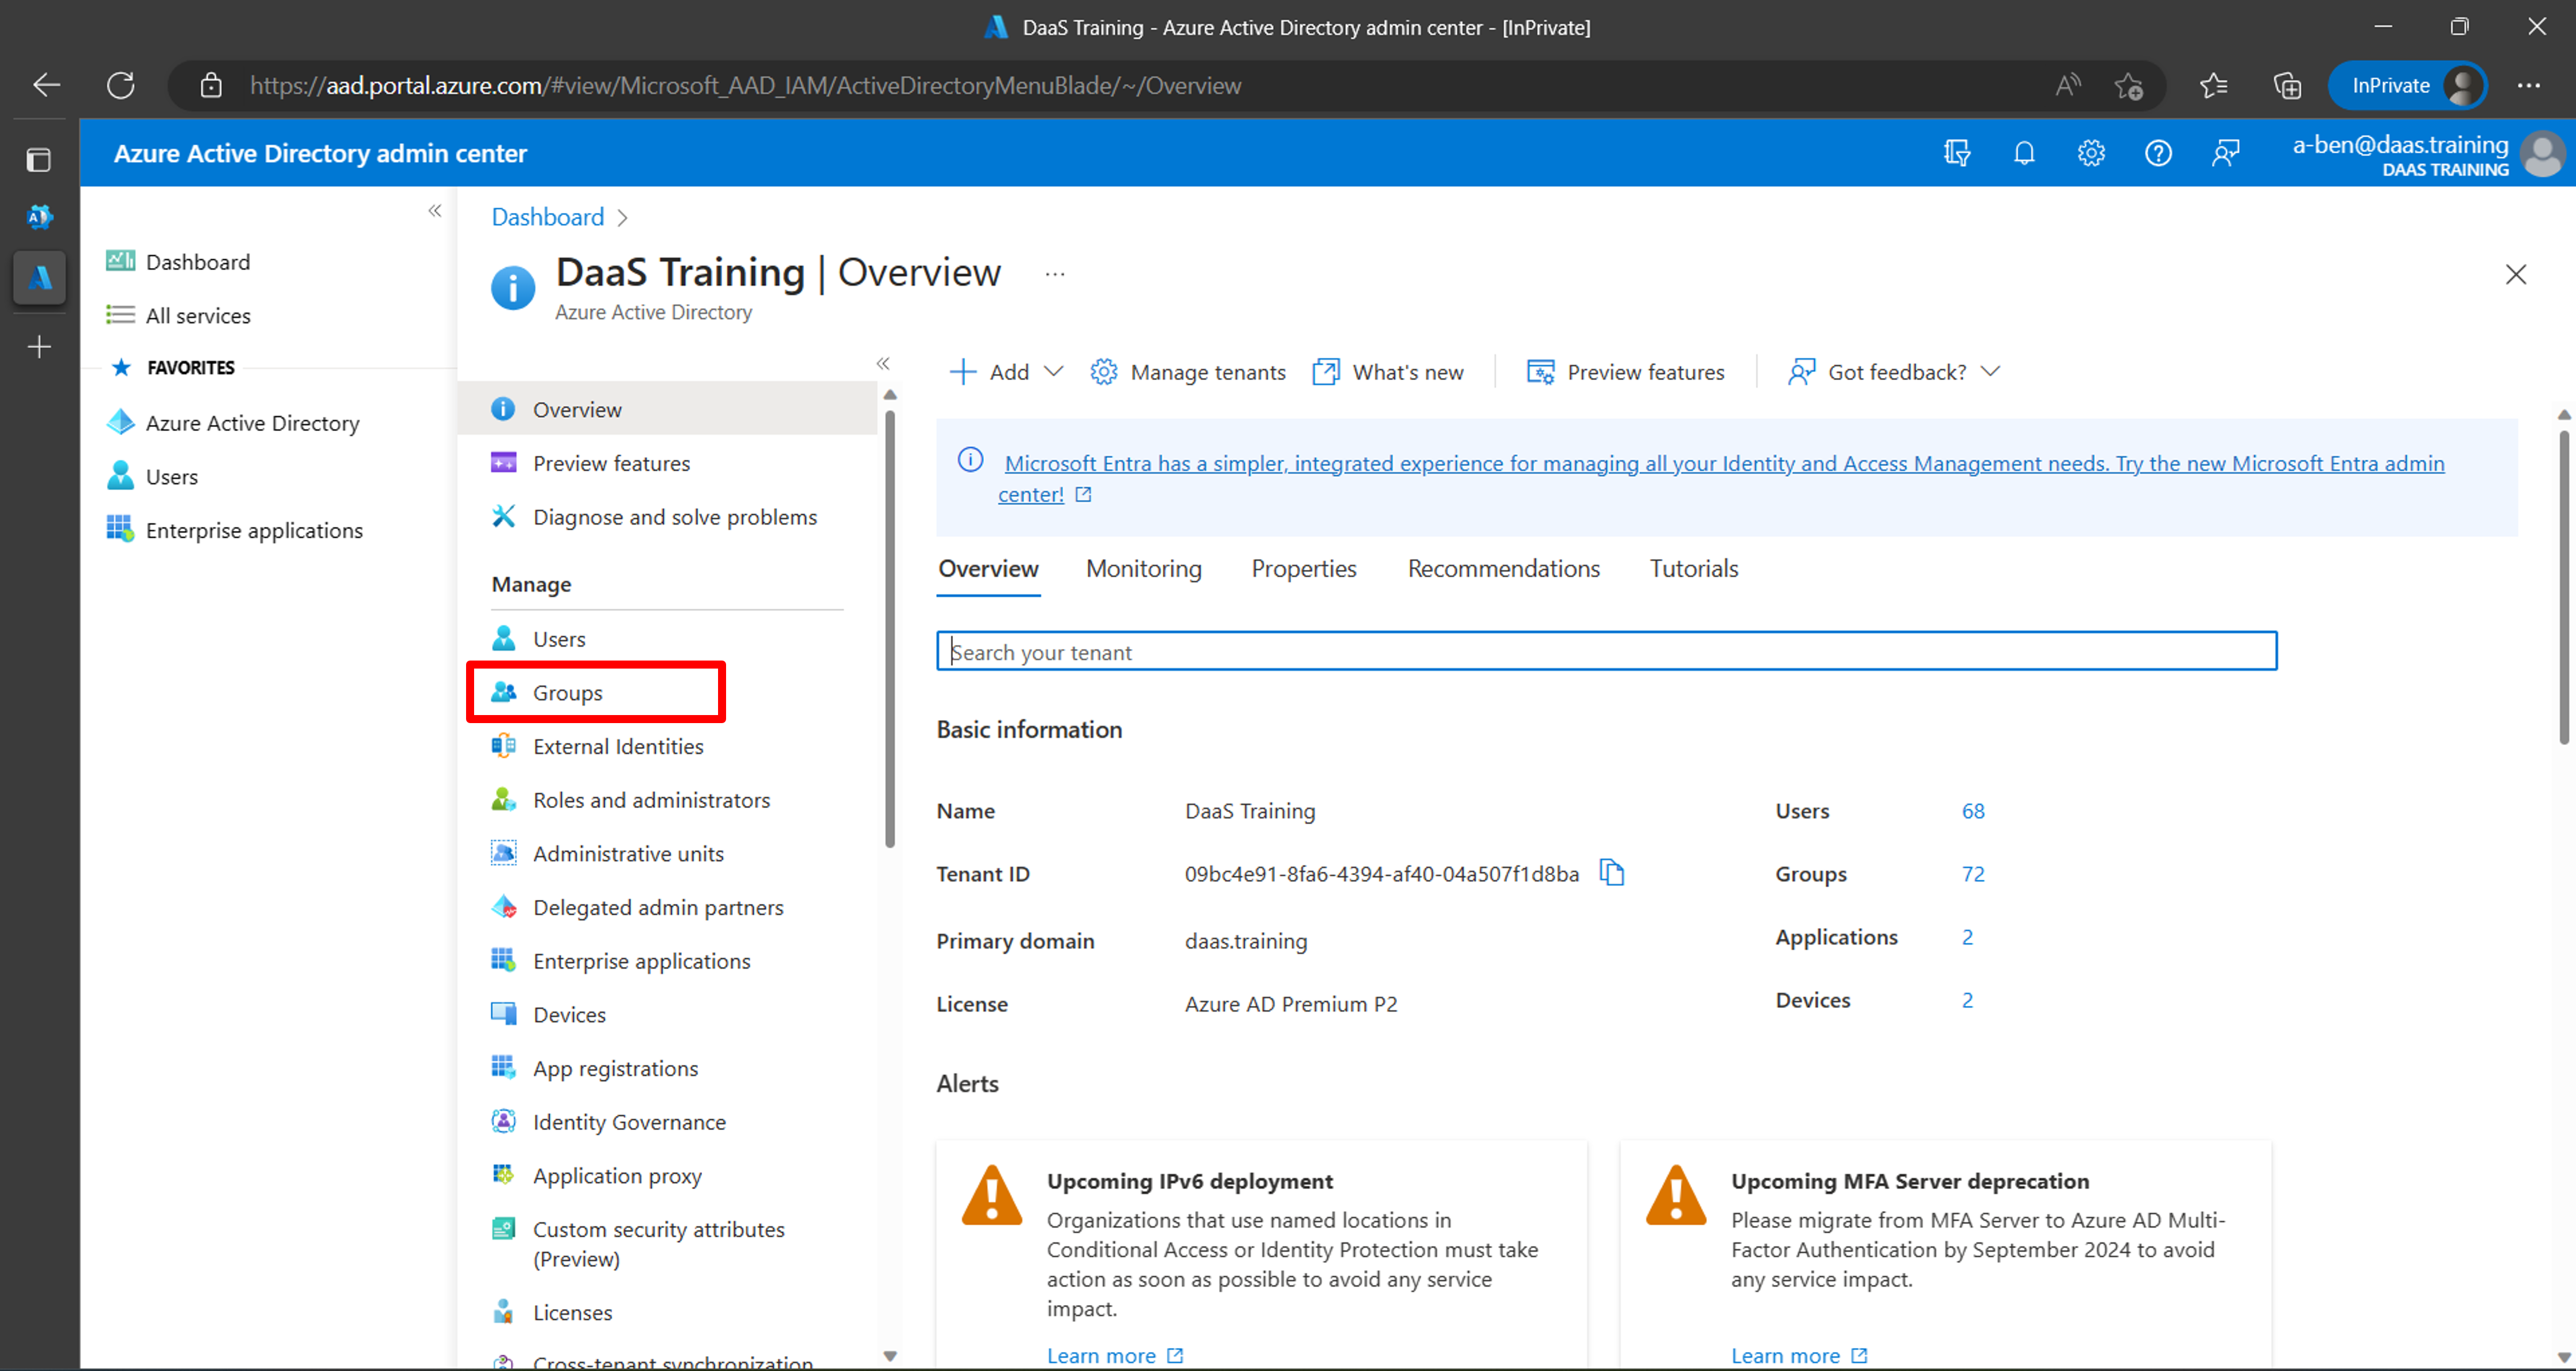 DaaS Training - Azure Active Directory admin center - [InPrivate]
https://aad.portal.azure.com/#view/Microsoft_AAD_IAM/ActiveDirectoryMenuBlade/~/Overview
InPrivate
Azure Active Directory admin center
a-ben@daas.training
DAAS TRAINING
Dashboard
All services
FAVORITES
Azure Active Directory
Users
Enterprise applications
Dashboard >
DaaS Training | Overview ...
Azure Active Directory
Overview
Preview features
Diagnose and solve problems
Manage
Users
Groups
External Identities
Roles and administrators
Administrative units
Delegated admin partners
Enterprise applications
Devices
App registrations
Identity Governance
Application proxy
Custom security attributes
(Preview)
Licenses
Cross-tenant synchronization
Add Manage tenants What's new Preview features Got feedback?
Microsoft Entra has a simpler, integrated experience for managing all your Identity and Access Management needs. Try the new Microsoft Entra admin
center!
Overview Monitoring Properties Recommendations Tutorials
Search your tenant
Basic information
Name DaaS Training Users 68
Tenant ID 09bc4e91-8fa6-4394-af40-04a507f1d8ba Groups 72
Primary domain daas.training Applications 2
License Azure AD Premium P2 Devices 2
Alerts
Upcoming IPv6 deployment
Organizations that use named locations in
Conditional Access or Identity Protection must take
action as soon as possible to avoid any service
impact.
Learn more
Upcoming MFA Server deprecation
Please migrate from MFA Server to Azure AD Multi-
Factor Authentication by September 2024 to avoid
any service impact.
Learn more